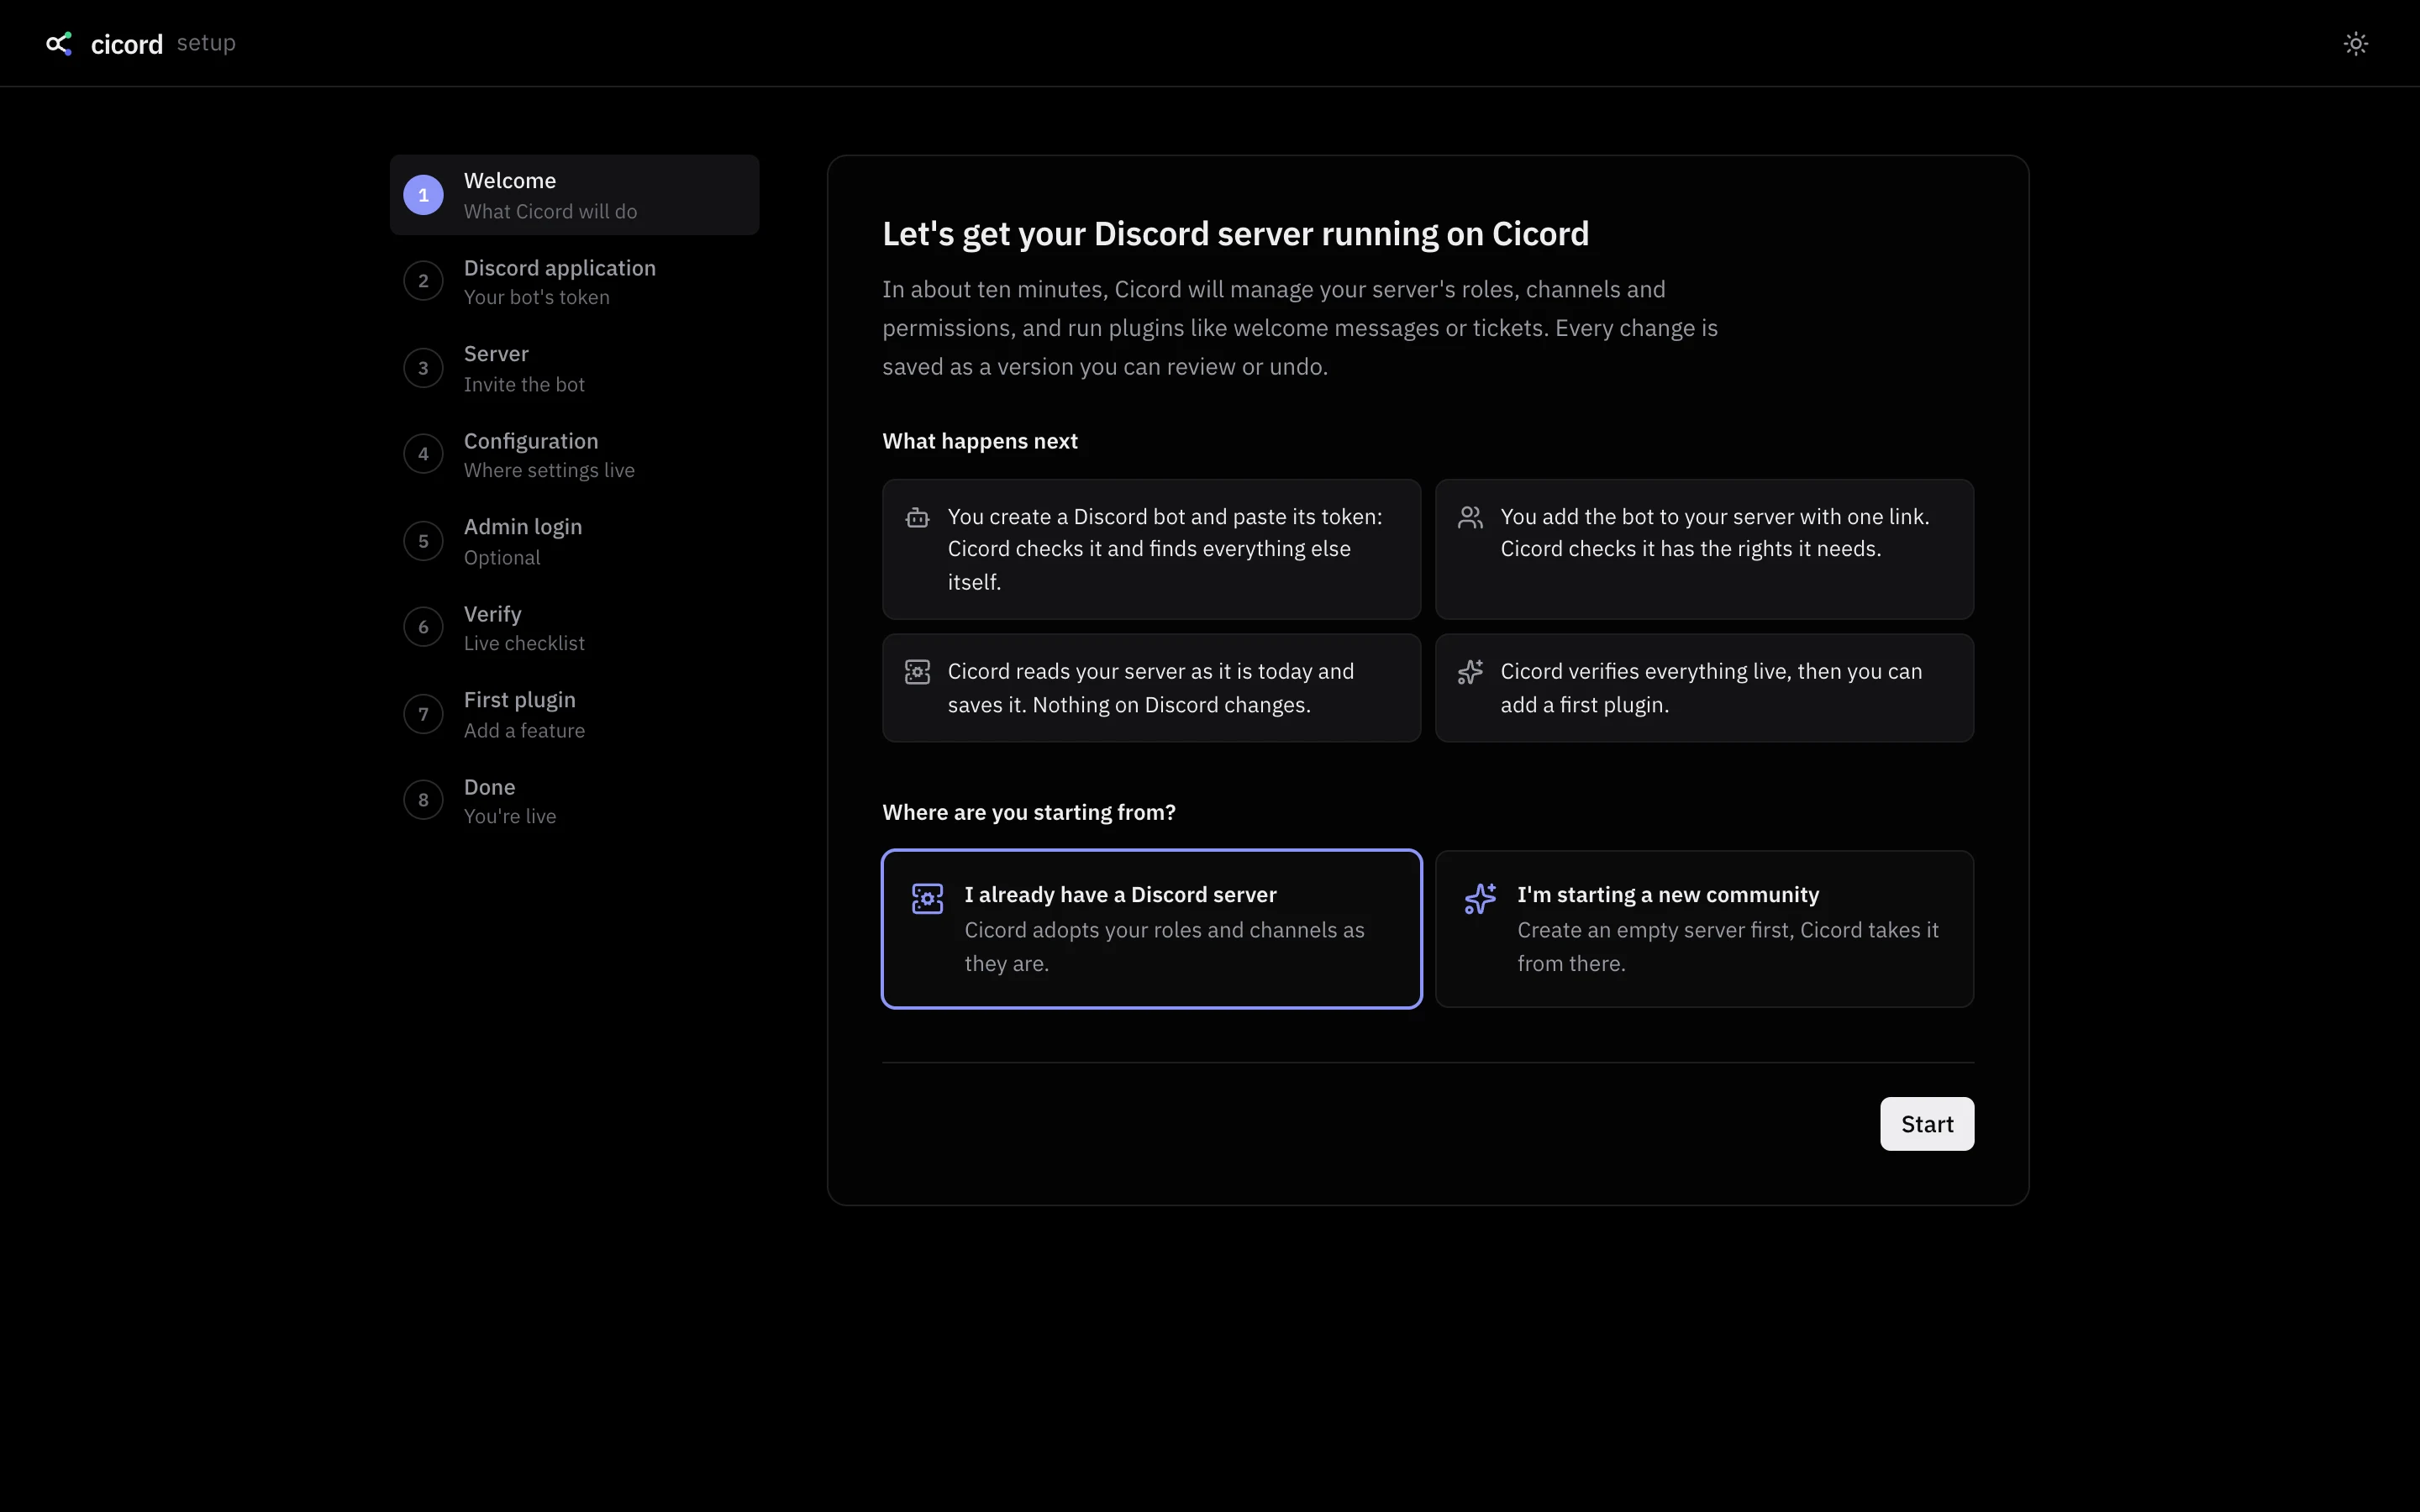 cicord setup
1
Welcome
What Cicord will do
2
Discord application
Your bot's token
3
Server
Invite the bot
4
Configuration
Where settings live
5
Admin login
Optional
6
Verify
Live checklist
7
First plugin
Add a feature
8
Done
You're live
Let's get your Discord server running on Cicord
In about ten minutes, Cicord will manage your server's roles, channels and
permissions, and run plugins like welcome messages or tickets. Every change is
saved as a version you can review or undo.
What happens next
You create a Discord bot and paste its token:
Cicord checks it and finds everything else
itself.
You add the bot to your server with one link.
Cicord checks it has the rights it needs.
Cicord reads your server as it is today and
saves it. Nothing on Discord changes.
Cicord verifies everything live, then you can
add a first plugin.
Where are you starting from?
I already have a Discord server
Cicord adopts your roles and channels as
they are.
I'm starting a new community
Create an empty server first, Cicord takes it
from there.
Start